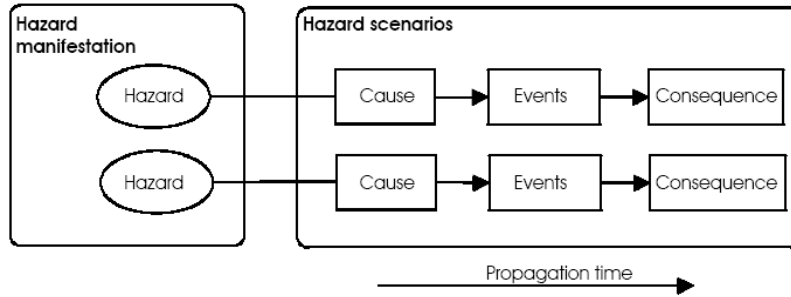 Hazard
manifestation
Hazard scenarios
Hazard
Cause
Events
Consequence
Hazard
Cause
Events
Consequence
Propagation time